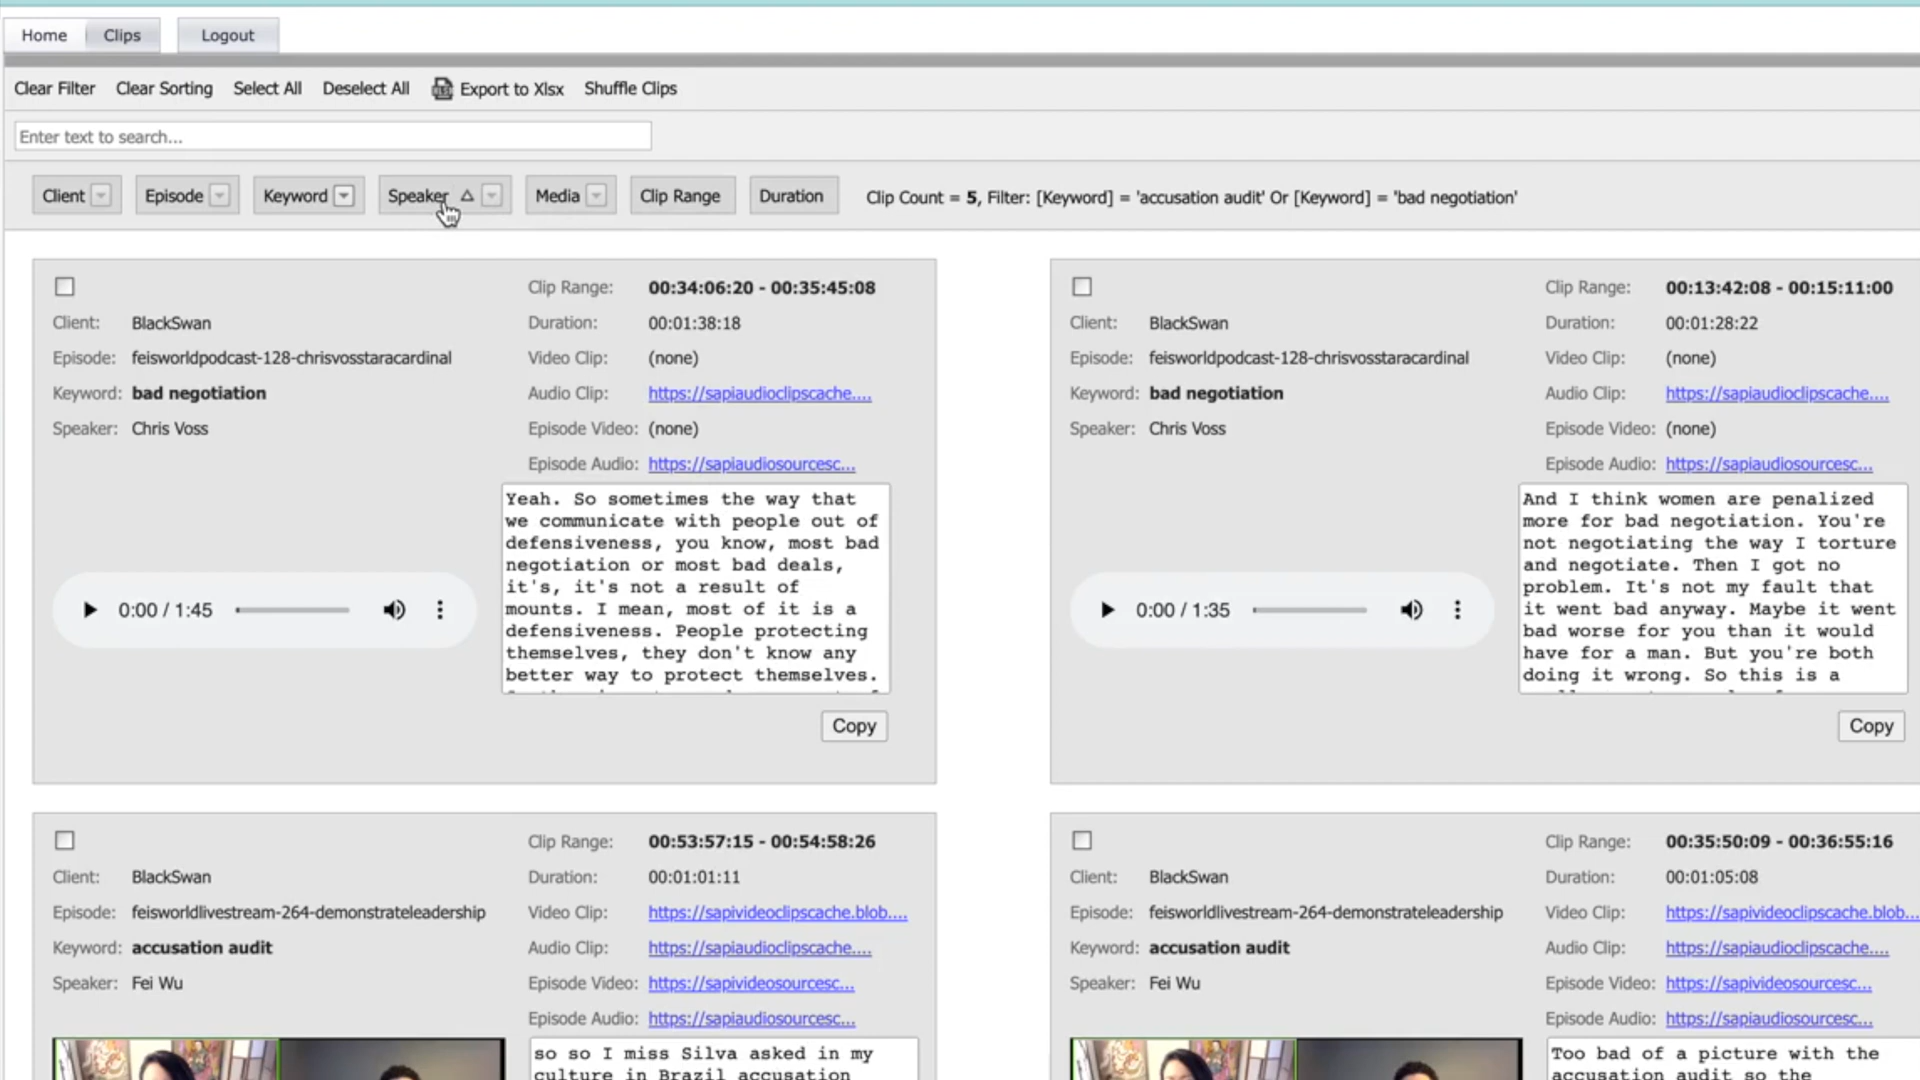 Home Clips Logout
Clear Filter Clear Sorting Select All Deselect All Export to Xlsx Shuffle Clips
Enter text to search...
Client Episode Keyword Speaker Media Clip Range Duration Clip Count = 5, Filter: [Keyword] = 'accusation audit' Or [Keyword] = 'bad negotiation'
Clip Range: 00:34:06:20 - 00:35:45:08
Client: BlackSwan Duration: 00:01:38:18
Episode: feisworldpodcast-128-chrisvosstaracardinal Video Clip: (none)
Keyword: bad negotiation Audio Clip: https://sapiaudioclipscache....
Speaker: Chris Voss Episode Video: (none)
Episode Audio: https://sapiaudiosourcesc...
Yeah. So sometimes the way that
we communicate with people out of
defensiveness, you know, most bad
negotiation or most bad deals,
it's, it's not a result of
mounts. I mean, most of it is a
defensiveness. People protecting
themselves, they don't know any
better way to protect themselves.
0:00 / 1:45
Copy
Clip Range: 00:13:42:08 - 00:15:11:00
Client: BlackSwan Duration: 00:01:28:22
Episode: feisworldpodcast-128-chrisvosstaracardinal Video Clip: (none)
Keyword: bad negotiation Audio Clip: https://sapiaudioclipscache....
Speaker: Chris Voss Episode Video: (none)
Episode Audio: https://sapiaudiosourcesc...
And I think women are penalized
more for bad negotiation. You're
not negotiating the way I torture
and negotiate. Then I got no
problem. It's not my fault that
it went bad anyway. Maybe it went
bad worse for you than it would
have for a man. But you're both
doing it wrong. So this is a
0:00 / 1:35
Copy
Clip Range: 00:53:57:15 - 00:54:58:26
Client: BlackSwan Duration: 00:01:01:11
Episode: feisworldlivestream-264-demonstrateleadership Video Clip: https://sapivideoclipscache.blob....
Keyword: accusation audit Audio Clip: https://sapiaudioclipscache....
Speaker: Fei Wu Episode Video: https://sapivideosourcesc...
Episode Audio: https://sapiaudiosourcesc...
so so I miss Silva asked in my
culture in Brazil accusation
Clip Range: 00:35:50:09 - 00:36:55:16
Client: BlackSwan Duration: 00:01:05:08
Episode: feisworldlivestream-264-demonstrateleadership Video Clip: https://sapivideoclipscache.blob...
Keyword: accusation audit Audio Clip: https://sapiaudioclipscache....
Speaker: Fei Wu Episode Video: https://sapivideosourcesc...
Episode Audio: https://sapiaudiosourcesc...
Too bad of a picture with the
accusation audit so the